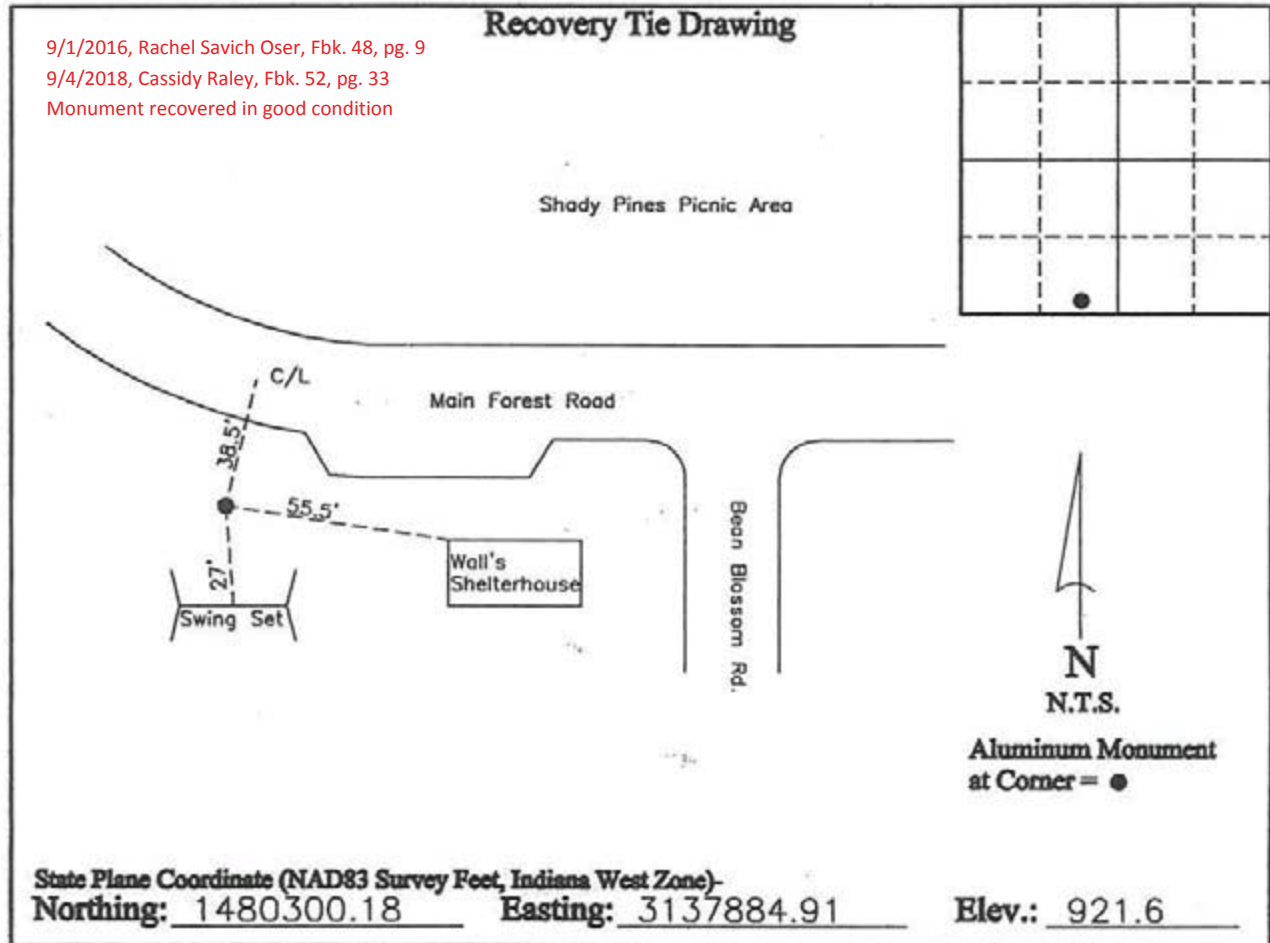 Recovery Tie Drawing
9/1/2016, Rachel Savich Oser, Fbk. 48, pg. 9
9/4/2018, Cassidy Raley, Fbk. 52, pg. 33
Monument recovered in good condition
Shady Pines Picnic Area
C/L
Main Forest Road
38.5'
55.5'
27'
Wall's
Shelterhouse
Swing Set
Bean Blossom Rd.
N
N.T.S.
Aluminum Monument
at Corner =
State Plane Coordinate (NAD83 Survey Feet, Indiana West Zone)-
Northing: 1480300.18 Easting: 3137884.91 Elev.: 921.6